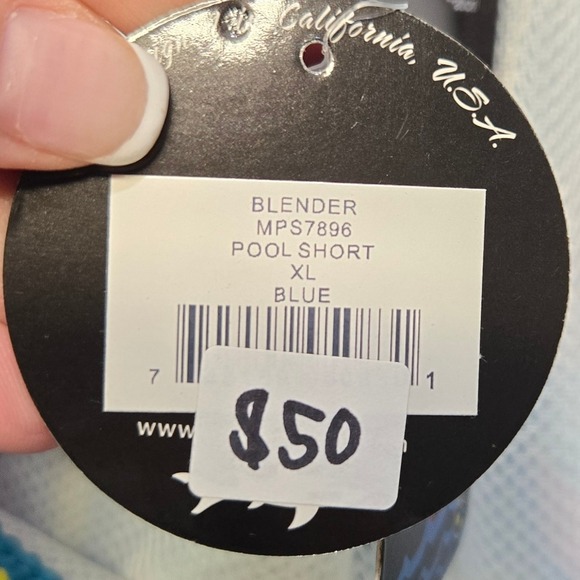 California, U.S.A.
BLENDER
MPS7896
POOL SHORT
XL
BLUE
7 1
www.
$50